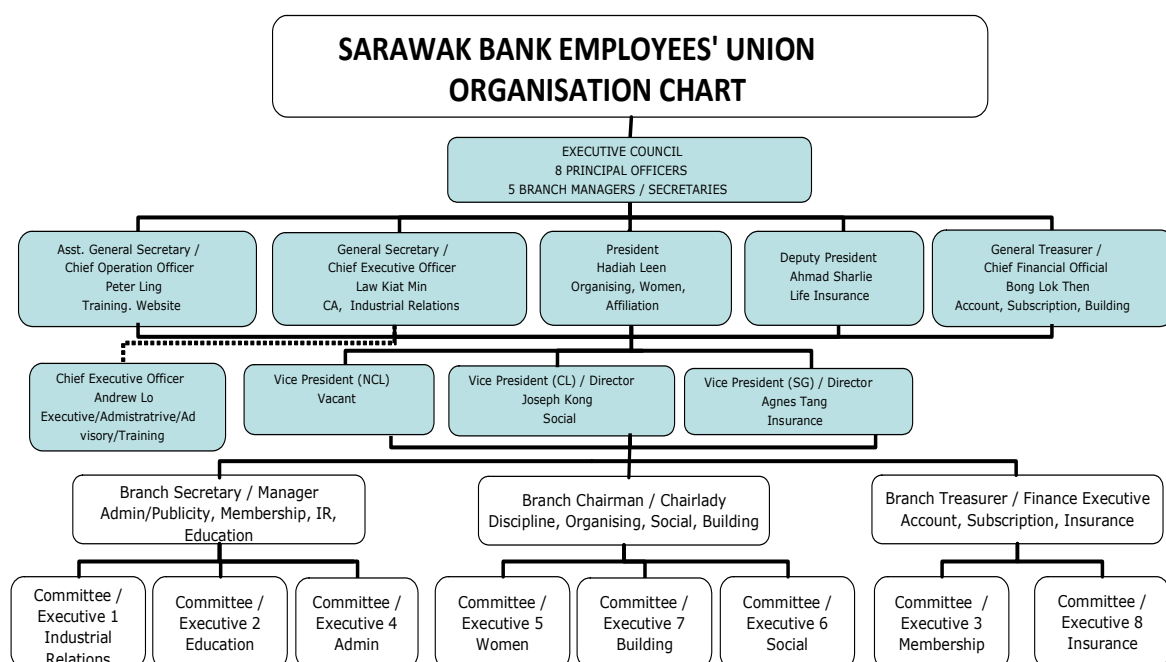 SARAWAK BANK EMPLOYEES' UNION
ORGANISATION CHART
EXECUTIVE COUNCIL
8 PRINCIPAL OFFICERS
5 BRANCH MANAGERS / SECRETARIES
Asst. General Secretary /
Chief Operation Officer
Peter Ling
Training. Website
General Secretary /
Chief Executive Officer
Law Kiat Min
CA, Industrial Relations
President
Hadiah Leen
Organising, Women,
Affiliation
Deputy President
Ahmad Sharlie
Life Insurance
General Treasurer /
Chief Financial Official
Bong Lok Then
Account, Subscription, Building
Chief Executive Officer
Andrew Lo
Executive/Admistratrive/Ad
visory/Training
Vice President (NCL)
Vacant
Vice President (CL) / Director
Joseph Kong
Social
Vice President (SG) / Director
Agnes Tang
Insurance
Branch Secretary / Manager
Admin/Publicity, Membership, IR,
Education
Branch Chairman / Chairlady
Discipline, Organising, Social, Building
Branch Treasurer / Finance Executive
Account, Subscription, Insurance
Committee /
Executive 1
Industrial
Relations
Committee /
Executive 2
Education
Committee /
Executive 4
Admin
Committee /
Executive 5
Women
Committee /
Executive 7
Building
Committee /
Executive 6
Social
Committee /
Executive 3
Membership
Committee /
Executive 8
Insurance